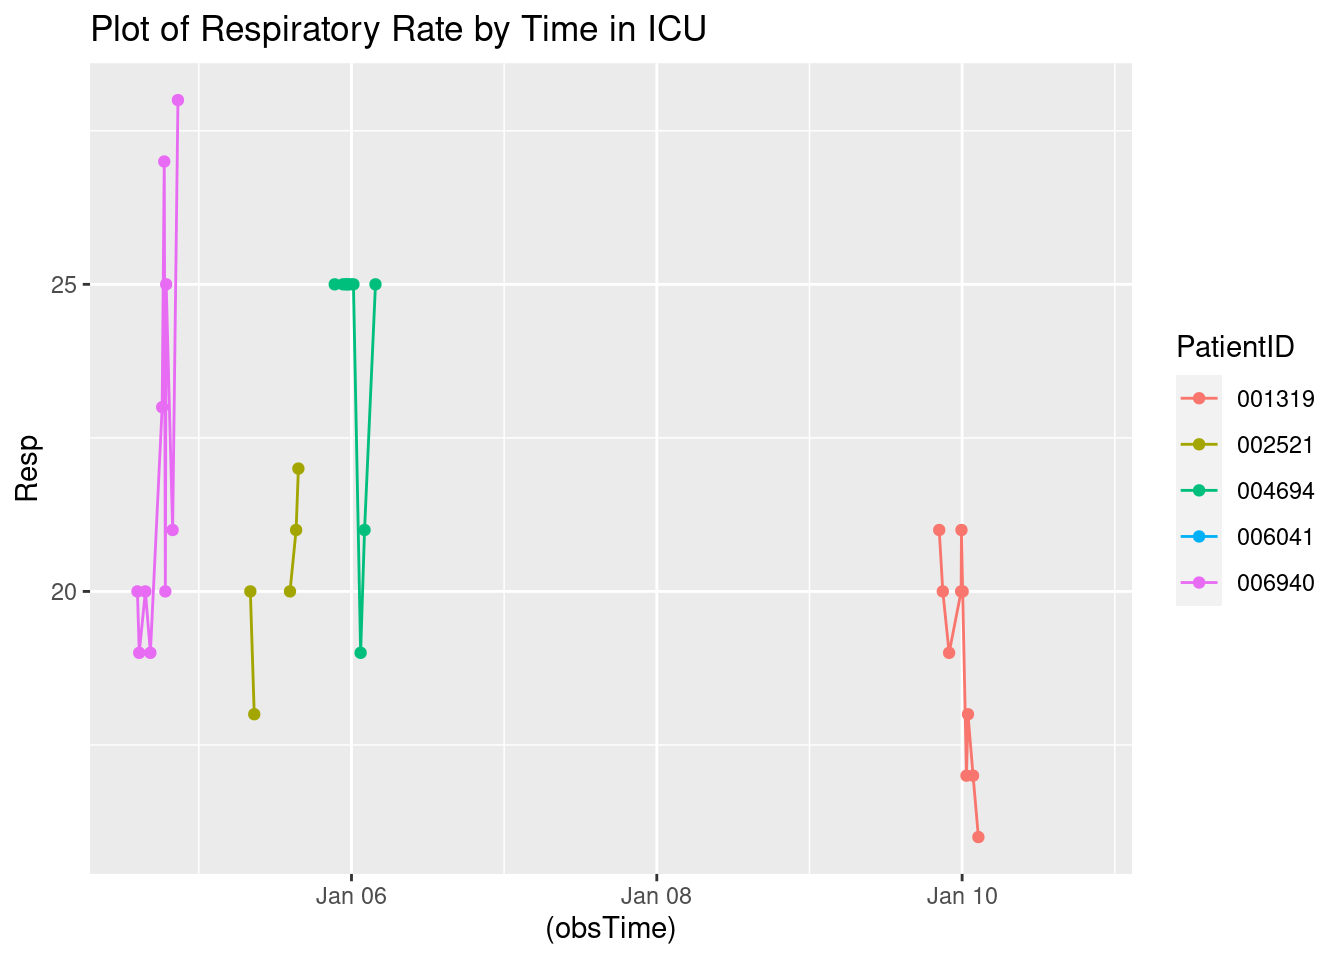 Plot of Respiratory Rate by Time in ICU
Resp
25
20
Jan 06
Jan 08
Jan 10
(obsTime)
PatientID
001319
002521
004694
006041
006940